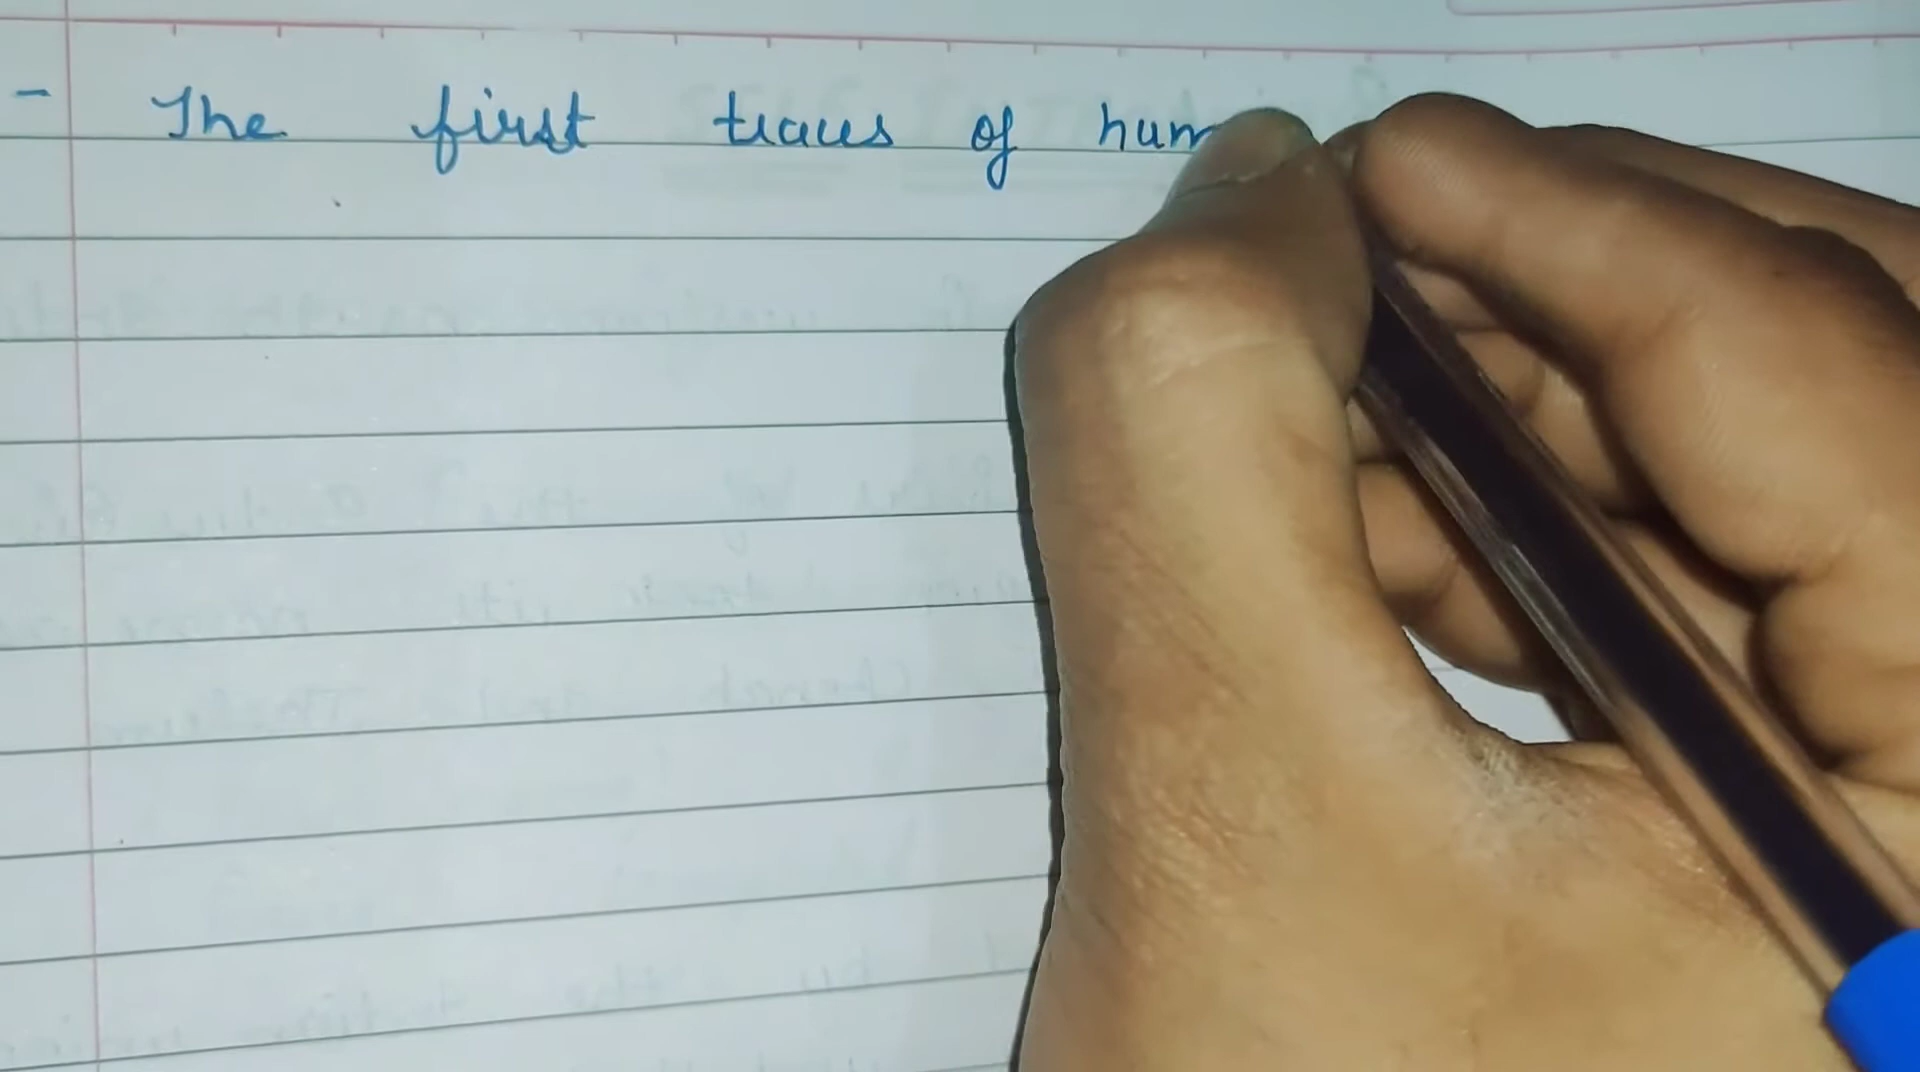 - The first traces of hum